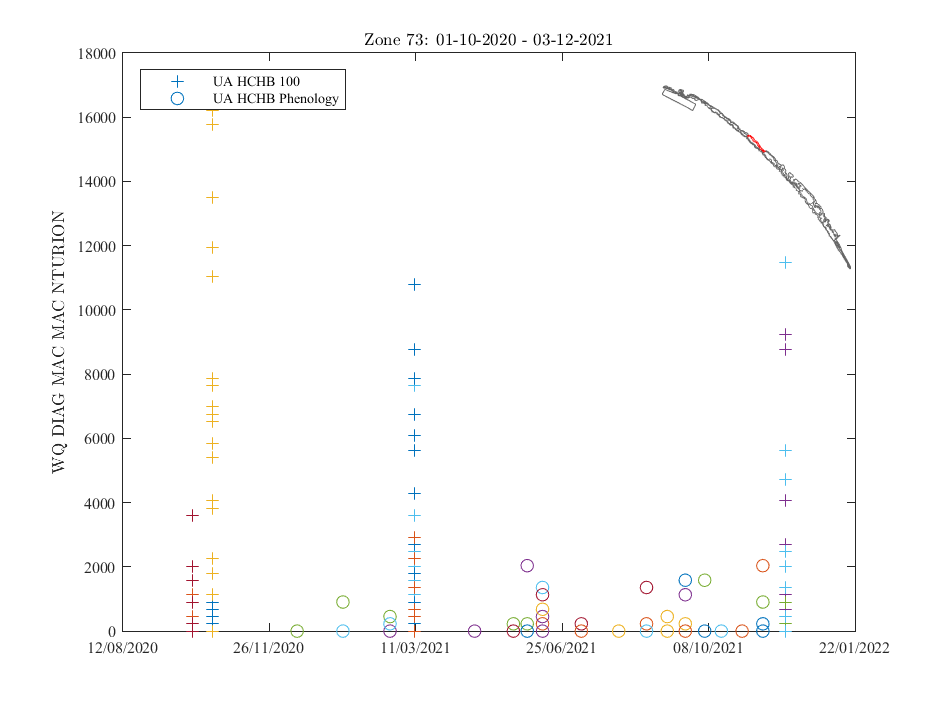 Zone 73: 01-10-2020 - 03-12-2021
UA HCHB 100
UA HCHB Phenology
WQ DIAG MAC MAC NTURION
18000
16000
14000
12000
10000
8000
6000
4000
2000
0
12/08/2020 26/11/2020 11/03/2021 25/06/2021 08/10/2021 22/01/2022